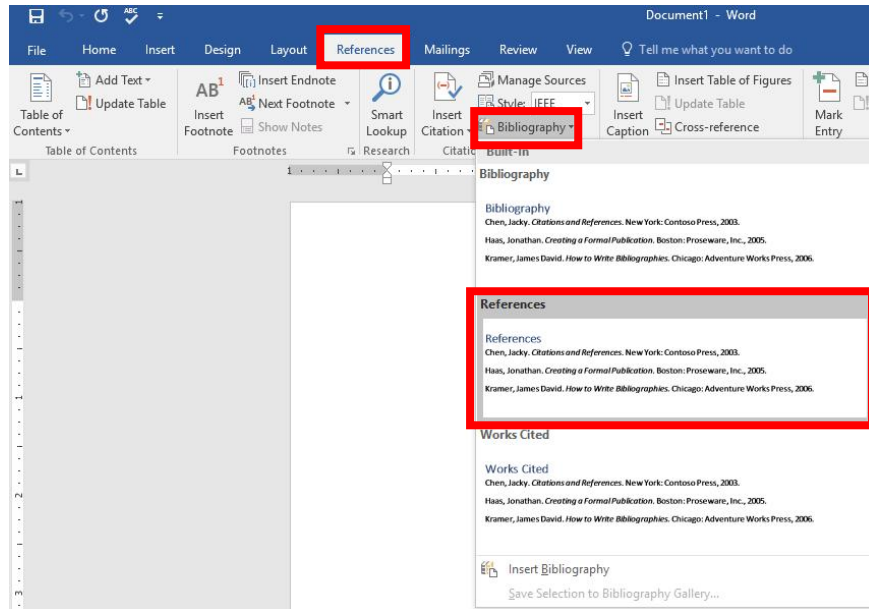 Document1 - Word
File Home Insert Design Layout References Mailings Review View Tell me what you want to do
Add Text
Update Table
Table of
Contents
Table of Contents
AB1
Insert
Footnote
Insert Endnote
Next Footnote
Show Notes
Footnotes
Smart
Lookup
Research
Insert
Citation
Manage Sources
Style: IEEE
Bibliography
Insert
Caption
Insert Table of Figures
Update Table
Cross-reference
Mark
Entry
Built-In
Bibliography
Bibliography
Chen, Jacky. Citations and References. New York: Contoso Press, 2003.
Haas, Jonathan. Creating a Formal Publication. Boston: Proseware, Inc., 2005.
Kramer, James David. How to Write Bibliographies. Chicago: Adventure Works Press, 2006.
References
References
Chen, Jacky. Citations and References. New York: Contoso Press, 2003.
Haas, Jonathan. Creating a Formal Publication. Boston: Proseware, Inc., 2005.
Kramer, James David. How to Write Bibliographies. Chicago: Adventure Works Press, 2006.
Works Cited
Works Cited
Chen, Jacky. Citations and References. New York: Contoso Press, 2003.
Haas, Jonathan. Creating a Formal Publication. Boston: Proseware, Inc., 2005.
Kramer, James David. How to Write Bibliographies. Chicago: Adventure Works Press, 2006.
Insert Bibliography
Save Selection to Bibliography Gallery...